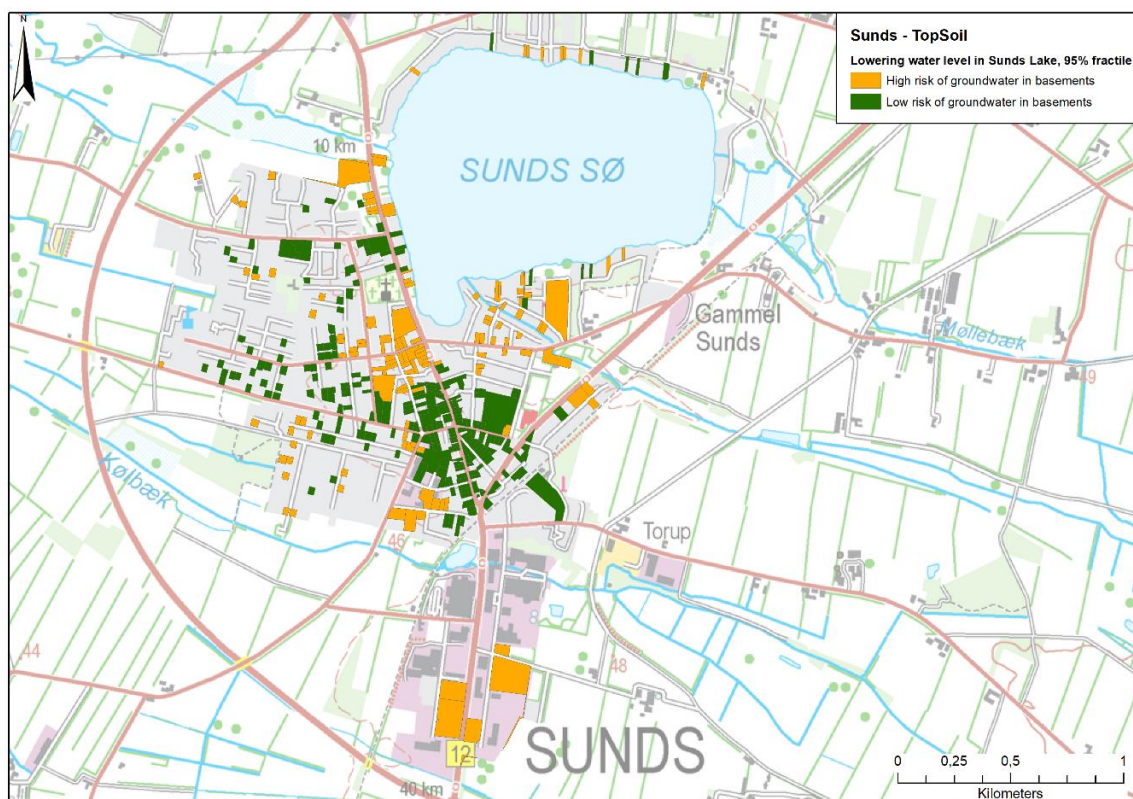 N
Sunds - TopSoil
Lowering water level in Sunds Lake, 95% fractile
High risk of groundwater in basements
Low risk of groundwater in basements
10 km
SUNDS SØ
Gammel
Sunds
Møllebæk
49
Kølbæk
46
Torup
44
48
SUNDS
12
40 km
0 0,25 0,5 1
Kilometers